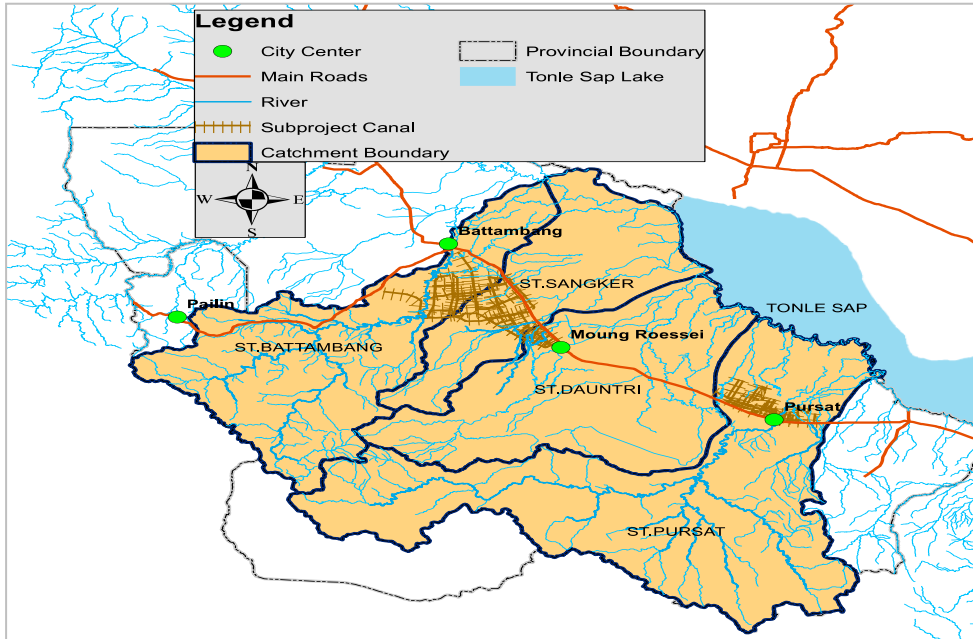 Legend
City Center
Main Roads
River
Subproject Canal
Catchment Boundary
Provincial Boundary
Tonle Sap Lake
N
W
E
S
Battambang
ST.SANGKER
Pailin
TONLE SAP
ST.BATTAMBANG
Moung Roessei
ST.DAUNTRI
Pursat
ST.PURSAT